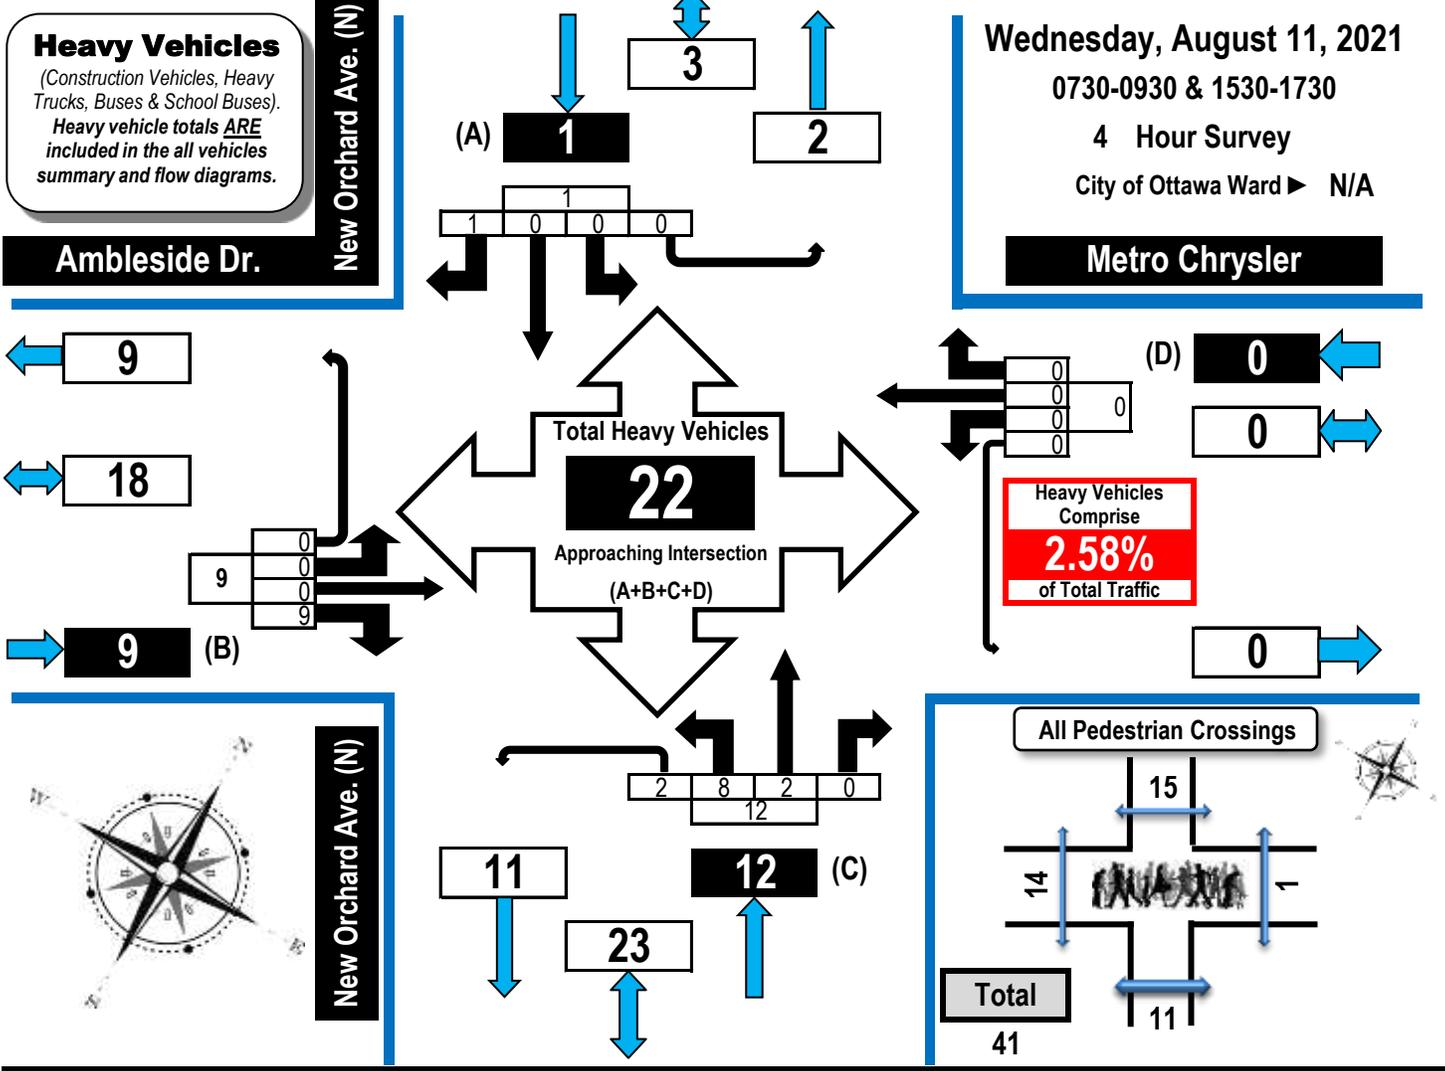 Heavy Vehicles
(Construction Vehicles, Heavy
Trucks, Buses & School Buses).
Heavy vehicle totals ARE
included in the all vehicles
summary and flow diagrams.
New Orchard Ave. (N)
Ambleside Dr.
3
(A)
1
2
1
1
0
0
0
Wednesday, August 11, 2021
0730-0930 & 1530-1730
4 Hour Survey
City of Ottawa Ward ► N/A
Metro Chrysler
9
18
0
0
0
9
9
9
(B)
Total Heavy Vehicles
22
Approaching Intersection
(A+B+C+D)
0
0
0
0
0
(D)
0
0
Heavy Vehicles
Comprise
2.58%
of Total Traffic
0
N
W
E
New Orchard Ave. (N)
2
8
2
0
12
11
12
(C)
23
All Pedestrian Crossings
15
14
1
11
Total
41